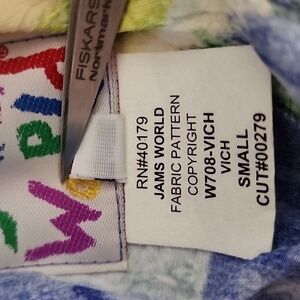 FISKARS
RN#40179
JAMS WORLD
FABRIC PATTERN
COPYRIGHT
W708-VICH
VICH
SMALL
CUT#00279